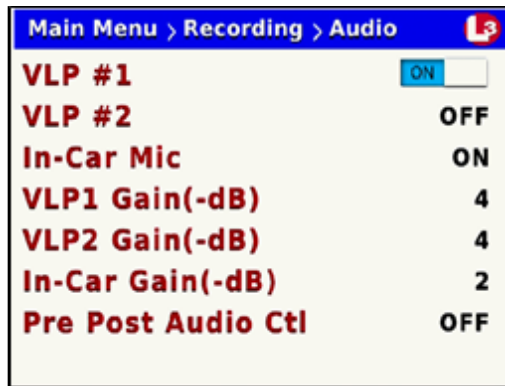 Main Menu > Recording > Audio L3
VLP #1 ON
VLP #2 OFF
In-Car Mic ON
VLP1 Gain(-dB) 4
VLP2 Gain(-dB) 4
In-Car Gain(-dB) 2
Pre Post Audio Ctl OFF